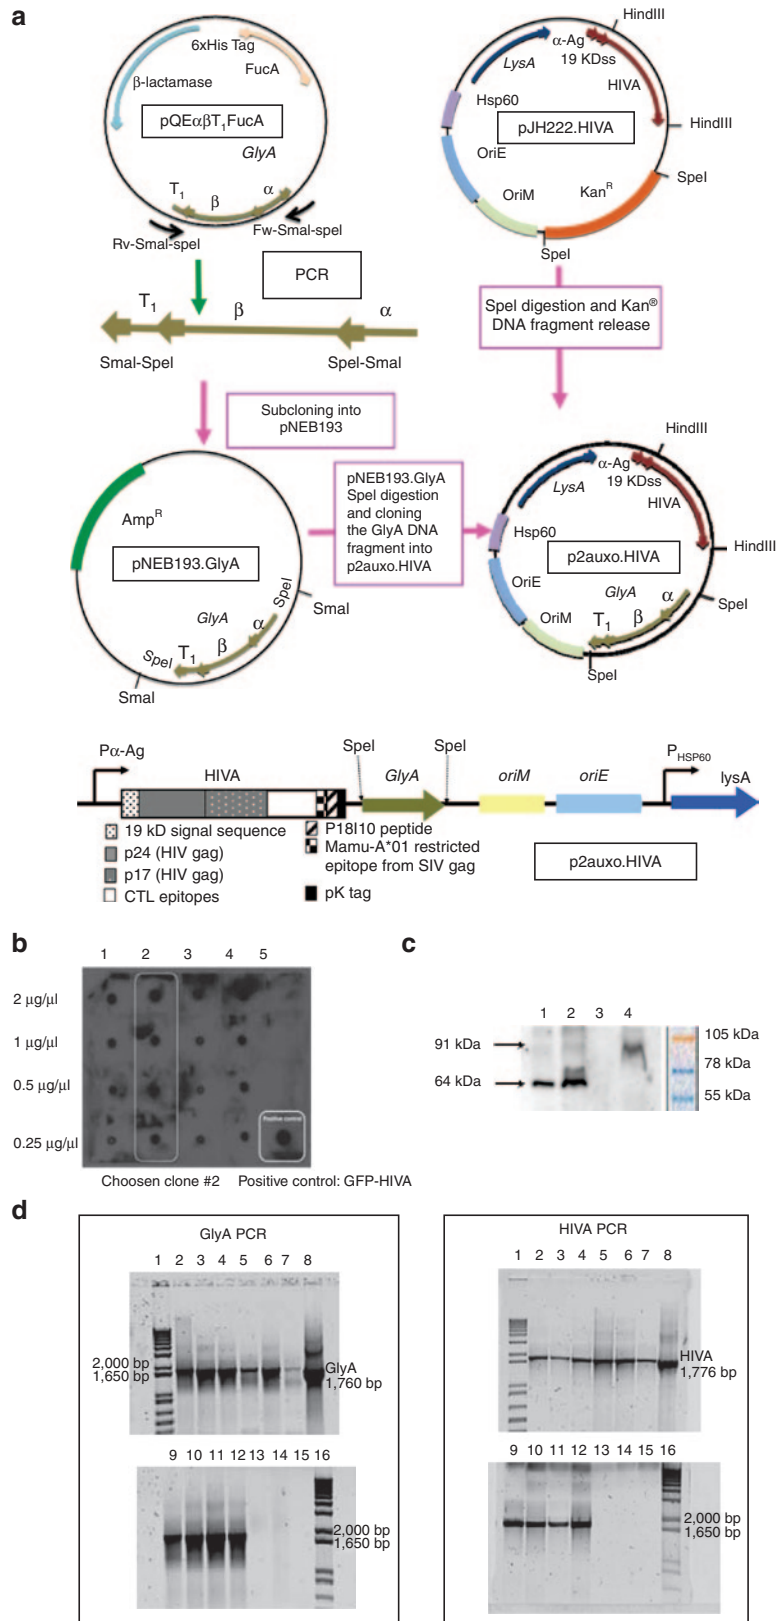 a
6xHis Tag
β-lactamase
FucA
pQEαβT1FucA
GlyA
T1
β
α
Rv-SmaI-speI
Fw-SmaI-speI
PCR
T1
β
α
SmaI-SpeI
SpeI-SmaI
Subcloning into
pNEB193
AmpR
pNEB193.GlyA
GlyA
SpeI
SmaI
α
β
T1
SpeI
SmaI
pNEB193.GlyA
SpeI digestion
and cloning
the GlyA DNA
fragment into
p2auxo.HIVA
HindIII
α-Ag
LysA
19 KDss
HIVA
Hsp60
pJH222.HIVA
HindIII
OriE
SpeI
OriM
KanR
SpeI
SpeI digestion and Kan®
DNA fragment release
HindIII
α-Ag
LysA
19 KDss
HIVA
Hsp60
p2auxo.HIVA
HindIII
OriE
GlyA
α
SpeI
OriM
T1
β
SpeI
Pα-Ag
HIVA
SpeI
GlyA
SpeI
oriM
oriE
PHSP60
lysA
19 kD signal sequence
p24 (HIV gag)
p17 (HIV gag)
CTL epitopes
P18I10 peptide
Mamu-A*01 restricted
epitope from SIV gag
pK tag
p2auxo.HIVA
b
1 2 3 4 5
2 µg/µl
1 µg/µl
0.5 µg/µl
0.25 µg/µl
Positive control
Choosen clone #2 Positive control: GFP-HIVA
c
1 2 3 4
91 kDa
64 kDa
105 kDa
78 kDa
55 kDa
d
GlyA PCR
1 2 3 4 5 6 7 8
2,000 bp
1,650 bp
GlyA
1,760 bp
9 10 11 12 13 14 15 16
2,000 bp
1,650 bp
HIVA PCR
1 2 3 4 5 6 7 8
HIVA
1,776 bp
9 10 11 12 13 14 15 16
2,000 bp
1,650 bp